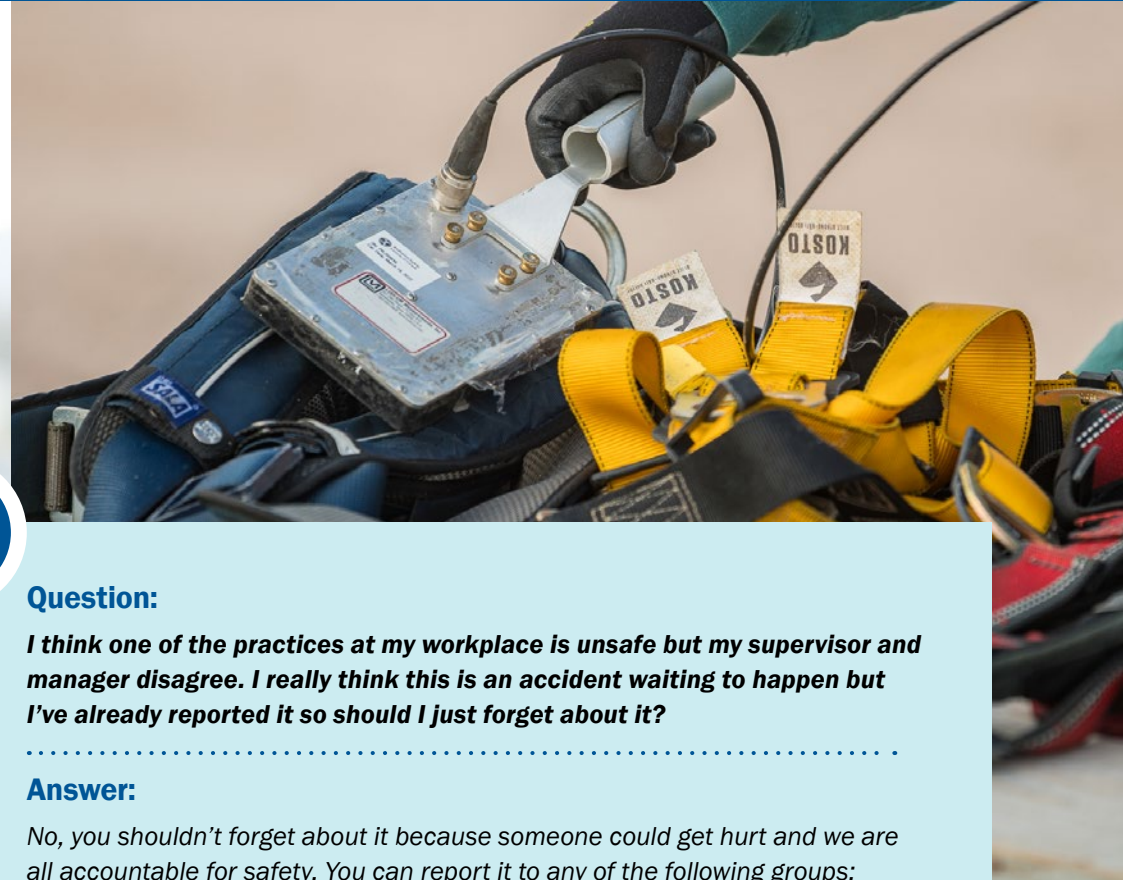 KOSTO
KOSTO
SALA
Question:
I think one of the practices at my workplace is unsafe but my supervisor and
manager disagree. I really think this is an accident waiting to happen but
I've already reported it so should I just forget about it?
Answer:
No, you shouldn't forget about it because someone could get hurt and we are
all accountable for safety. You can report it to any of the following groups: